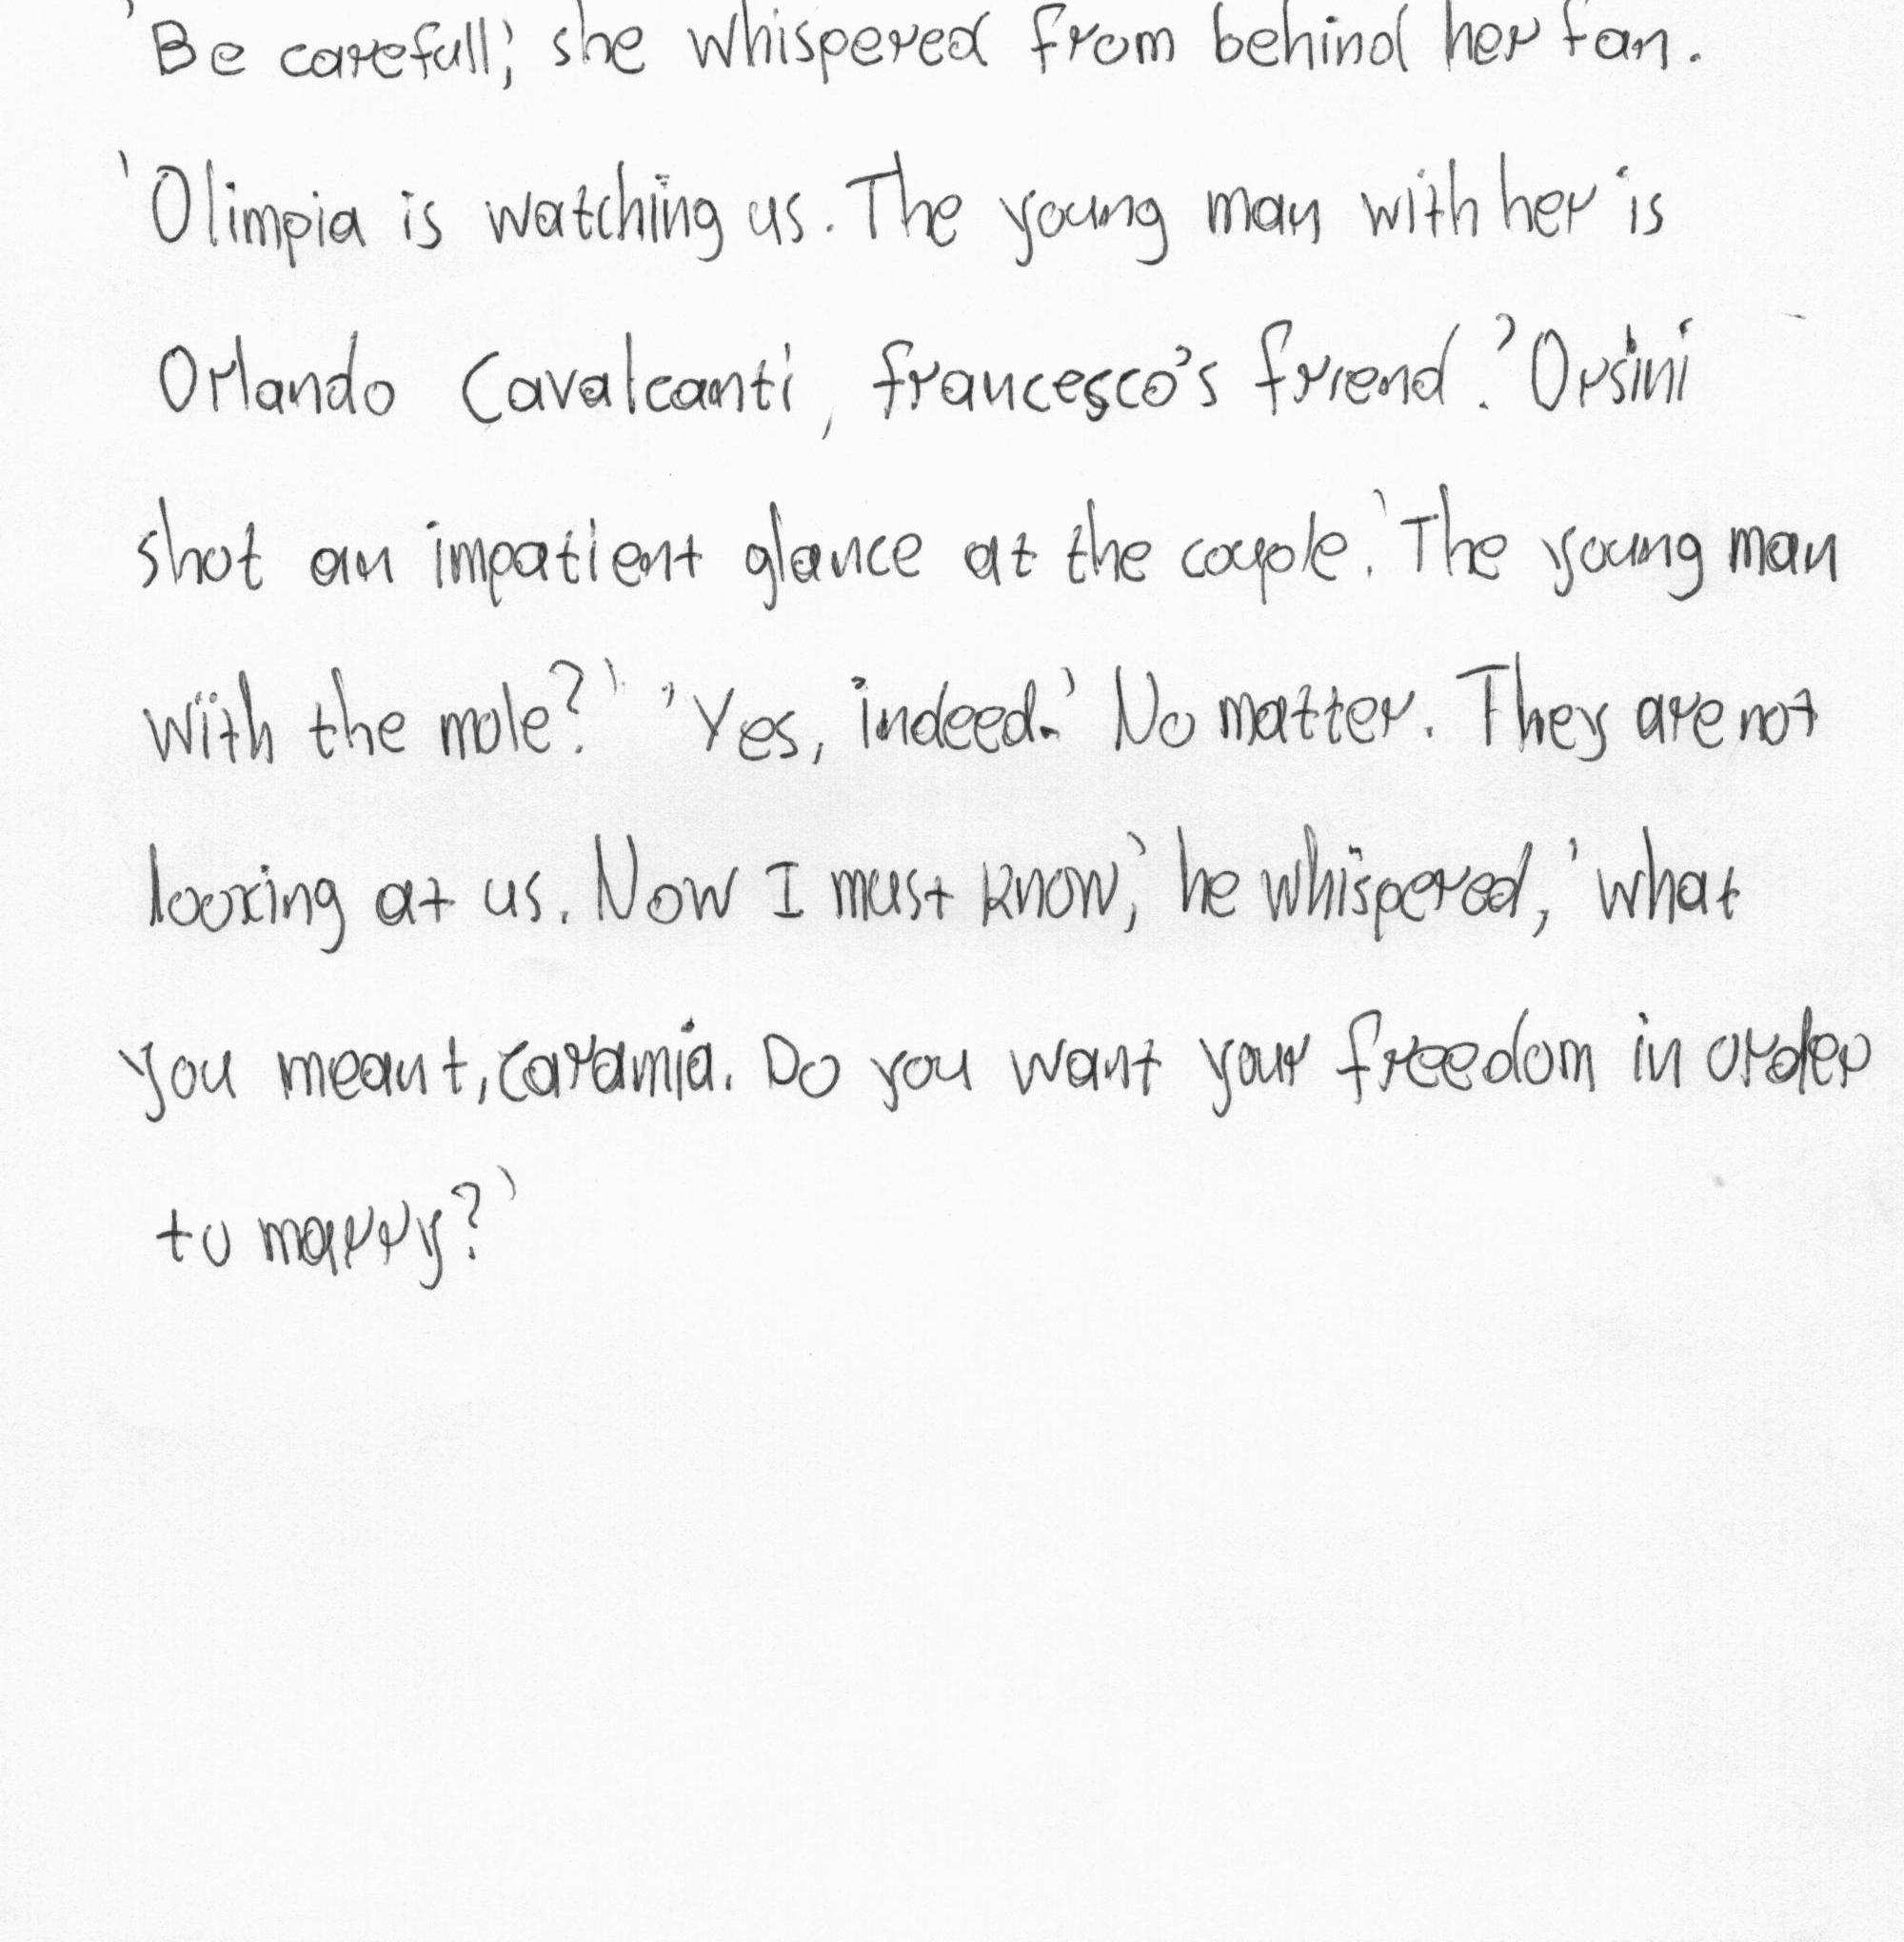 'Be carefull,' she whispered from behind her fan.
'Olimpia is watching us. The young man with her is
Orlando Cavalcanti, francesco's friend.' Orsini
shot an impatient glance at the couple. 'The young man
with the mole?' 'Yes, indeed.' No matter. They are not
looking at us. Now I must know,' he whispered, 'what
you meant, caramia. Do you want your freedom in order
to marry?'